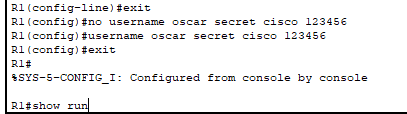 R1(config-line)#exit
R1(config)#no username oscar secret cisco 123456
R1(config)#username oscar secret cisco 123456
R1(config)#exit
R1#
%SYS-5-CONFIG_I: Configured from console by console
R1#show run